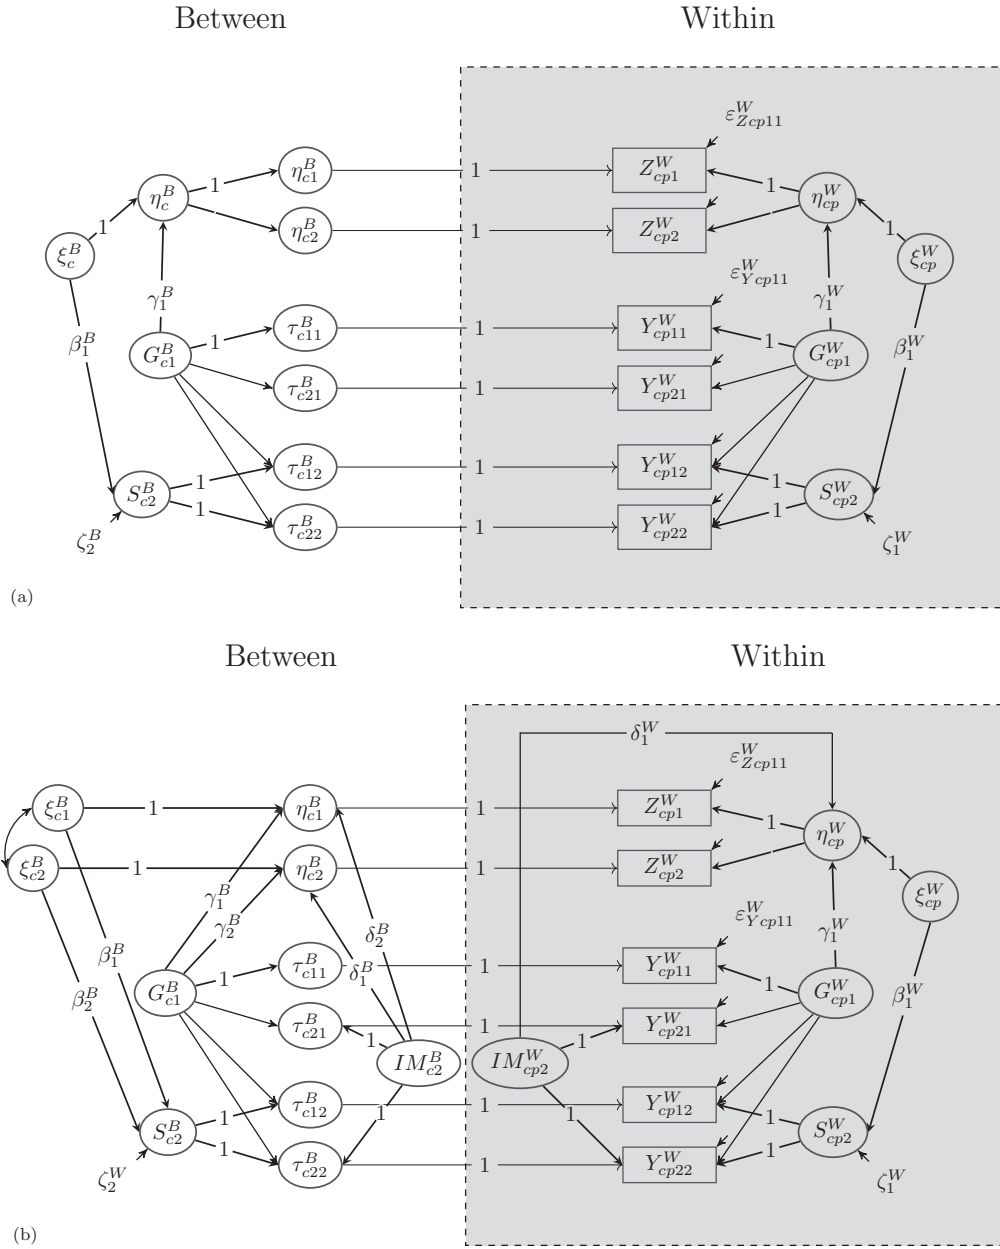 Between Within
ε^W_{Zcp11}
η^B_{c1} 1 Z^W_{cp1}
η^B_c 1 1 η^W_{cp}
η^B_{c2} 1 Z^W_{cp2}
ξ^B_c 1 1 ξ^W_{cp}
ε^W_{Ycp11}
γ^B_1 γ^W_1
τ^B_{c11} 1 Y^W_{cp11}
β^B_1 1 1 β^W_1
G^B_{c1} G^W_{cp1}
τ^B_{c21} 1 Y^W_{cp21}
τ^B_{c12} 1 Y^W_{cp12}
S^B_{c2} 1 1 S^W_{cp2}
1 1
τ^B_{c22} 1 Y^W_{cp22}
ζ^B_2 ζ^W_1
(a)
Between Within
δ^W_1
ε^W_{Zcp11}
ξ^B_{c1} 1 η^B_{c1} 1 Z^W_{cp1}
1 η^W_{cp}
ξ^B_{c2} 1 η^B_{c2} 1 Z^W_{cp2}
1 ξ^W_{cp}
γ^B_1 ε^W_{Ycp11}
γ^B_2 δ^B_2 γ^W_1
β^B_1 τ^B_{c11} δ^B_1 1 Y^W_{cp11}
1 1
β^B_2 G^B_{c1} G^W_{cp1} β^W_1
τ^B_{c21} 1 Y^W_{cp21}
1 1
IM^B_{c2} IM^W_{cp2}
τ^B_{c12} 1 Y^W_{cp12}
1 1 1 1
S^B_{c2} S^W_{cp2}
1 1
τ^B_{c22} 1 Y^W_{cp22}
ζ^W_2 ζ^W_1
(b)